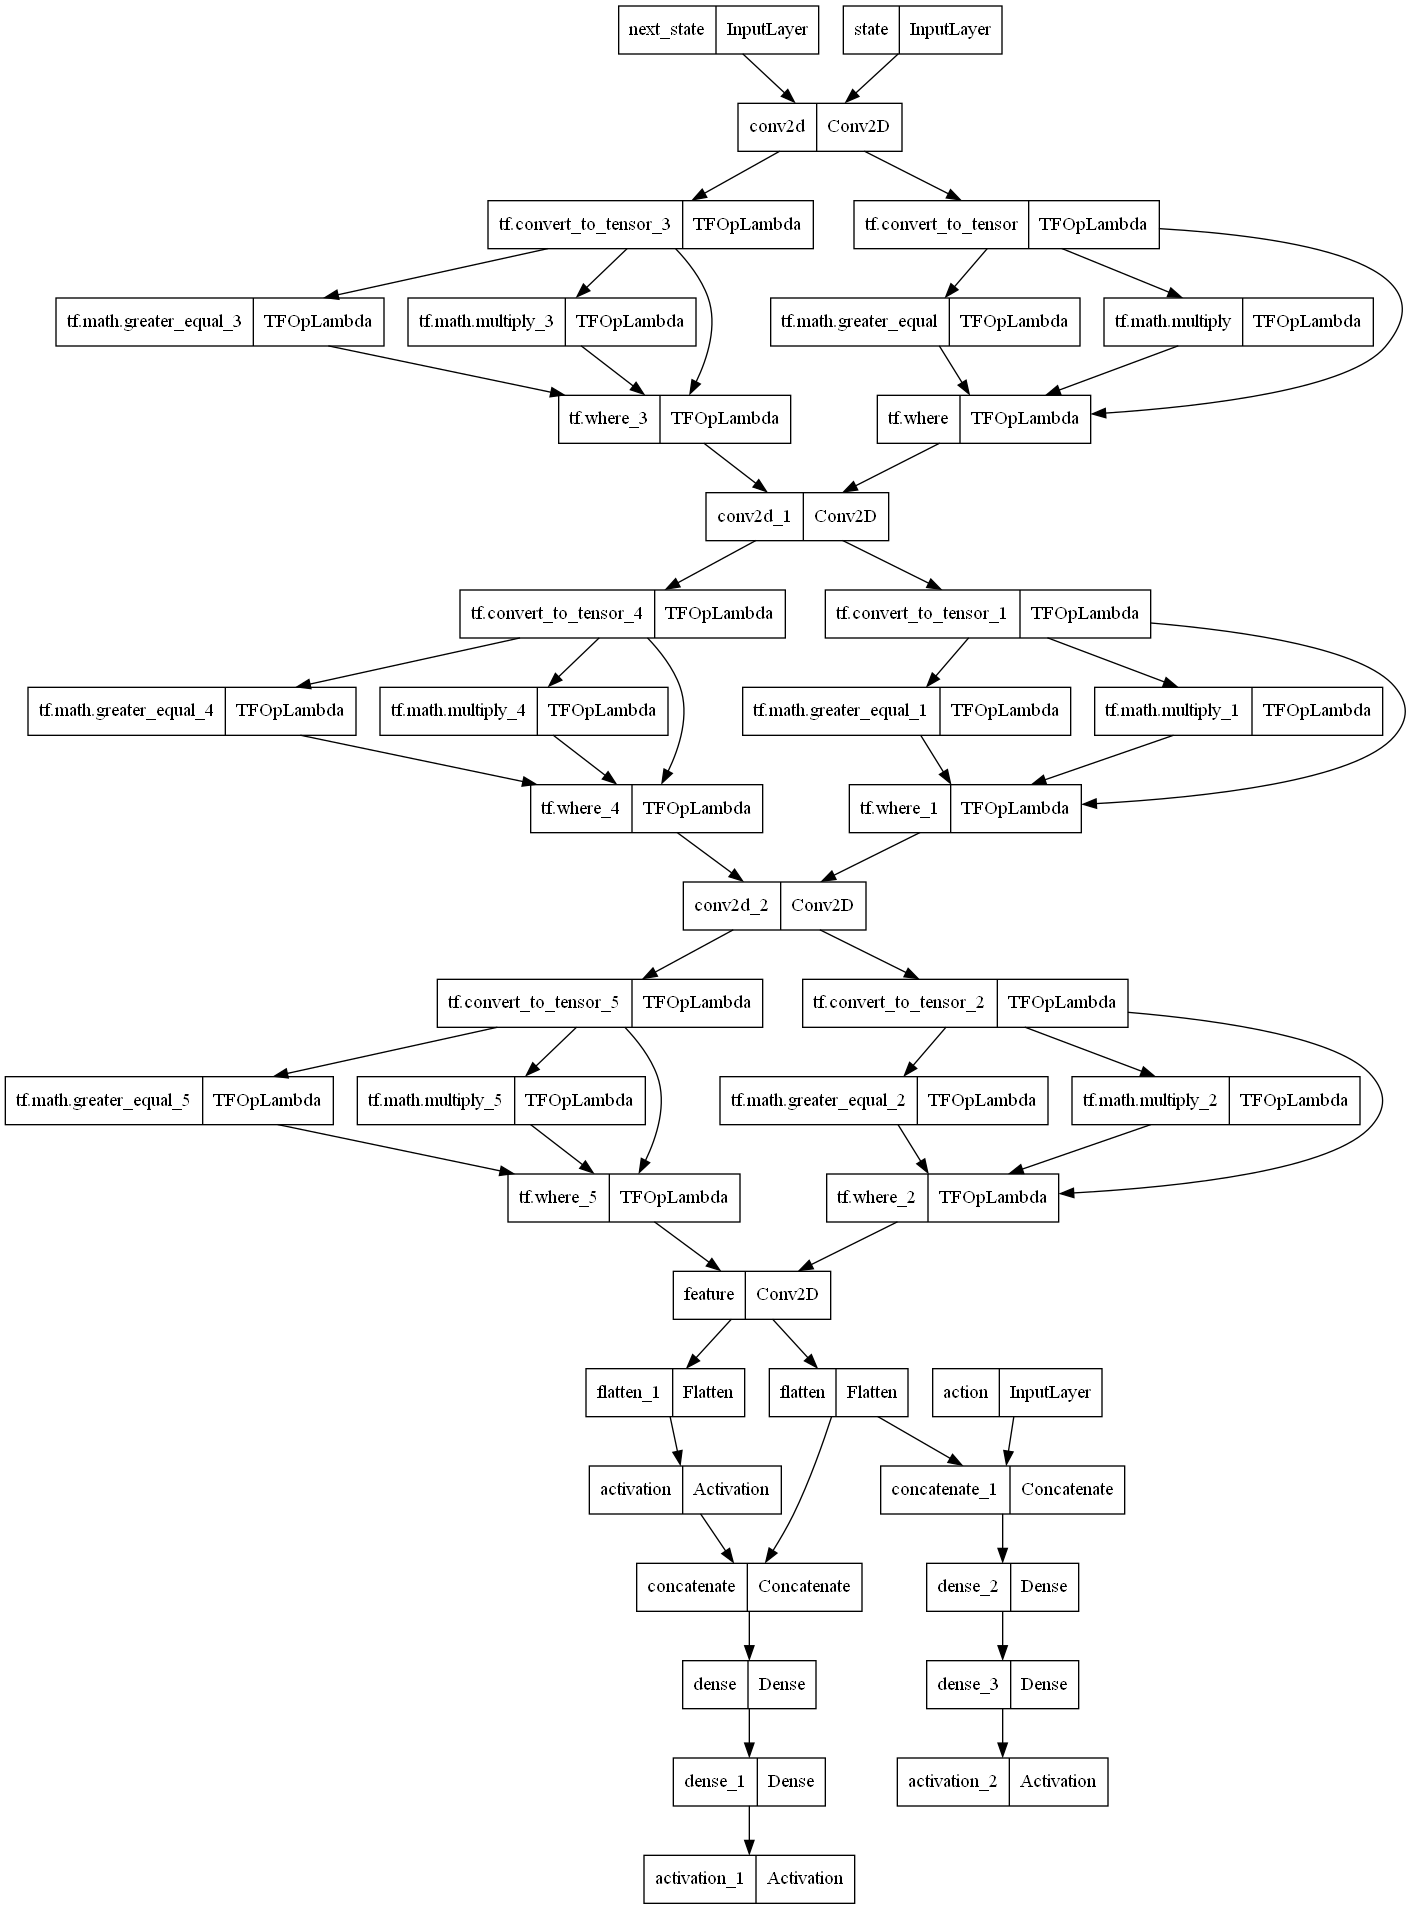 next_state InputLayer state InputLayer
conv2d Conv2D
tf.convert_to_tensor_3 TFOpLambda tf.convert_to_tensor TFOpLambda
tf.math.greater_equal_3 TFOpLambda tf.math.multiply_3 TFOpLambda tf.math.greater_equal TFOpLambda tf.math.multiply TFOpLambda
tf.where_3 TFOpLambda tf.where TFOpLambda
conv2d_1 Conv2D
tf.convert_to_tensor_4 TFOpLambda tf.convert_to_tensor_1 TFOpLambda
tf.math.greater_equal_4 TFOpLambda tf.math.multiply_4 TFOpLambda tf.math.greater_equal_1 TFOpLambda tf.math.multiply_1 TFOpLambda
tf.where_4 TFOpLambda tf.where_1 TFOpLambda
conv2d_2 Conv2D
tf.convert_to_tensor_5 TFOpLambda tf.convert_to_tensor_2 TFOpLambda
tf.math.greater_equal_5 TFOpLambda tf.math.multiply_5 TFOpLambda tf.math.greater_equal_2 TFOpLambda tf.math.multiply_2 TFOpLambda
tf.where_5 TFOpLambda tf.where_2 TFOpLambda
feature Conv2D
flatten_1 Flatten flatten Flatten action InputLayer
activation Activation concatenate_1 Concatenate
concatenate Concatenate dense_2 Dense
dense Dense dense_3 Dense
dense_1 Dense activation_2 Activation
activation_1 Activation